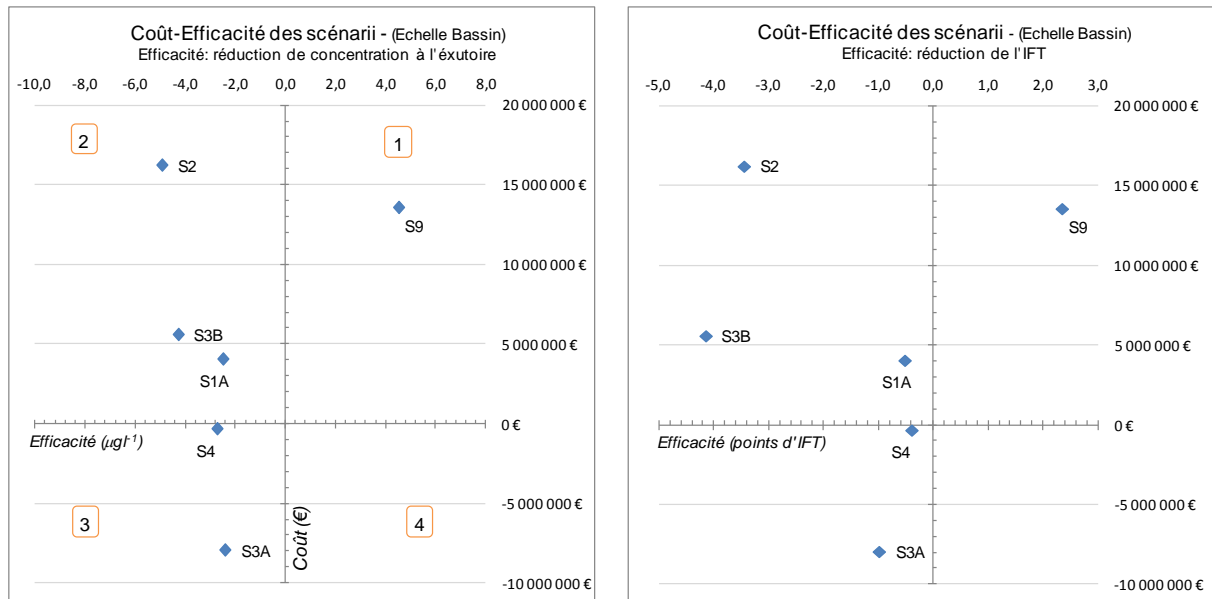 Coût-Efficacité des scénarii - (Echelle Bassin)
Efficacité: réduction de concentration à l'éxutoire
-10,0 -8,0 -6,0 -4,0 -2,0 0,0 2,0 4,0 6,0 8,0
20 000 000 €
2
1
S2
15 000 000 €
S9
10 000 000 €
S3B
5 000 000 €
S1A
0 €
Efficacité (µgl⁻¹)
S4
-5 000 000 €
3
Coût (€)
4
S3A
-10 000 000 €
Coût-Efficacité des scénarii - (Echelle Bassin)
Efficacité: réduction de l'IFT
-5,0 -4,0 -3,0 -2,0 -1,0 0,0 1,0 2,0 3,0
20 000 000 €
S2
15 000 000 €
S9
10 000 000 €
S3B
5 000 000 €
S1A
0 €
Efficacité (points d'IFT)
S4
-5 000 000 €
S3A
-10 000 000 €